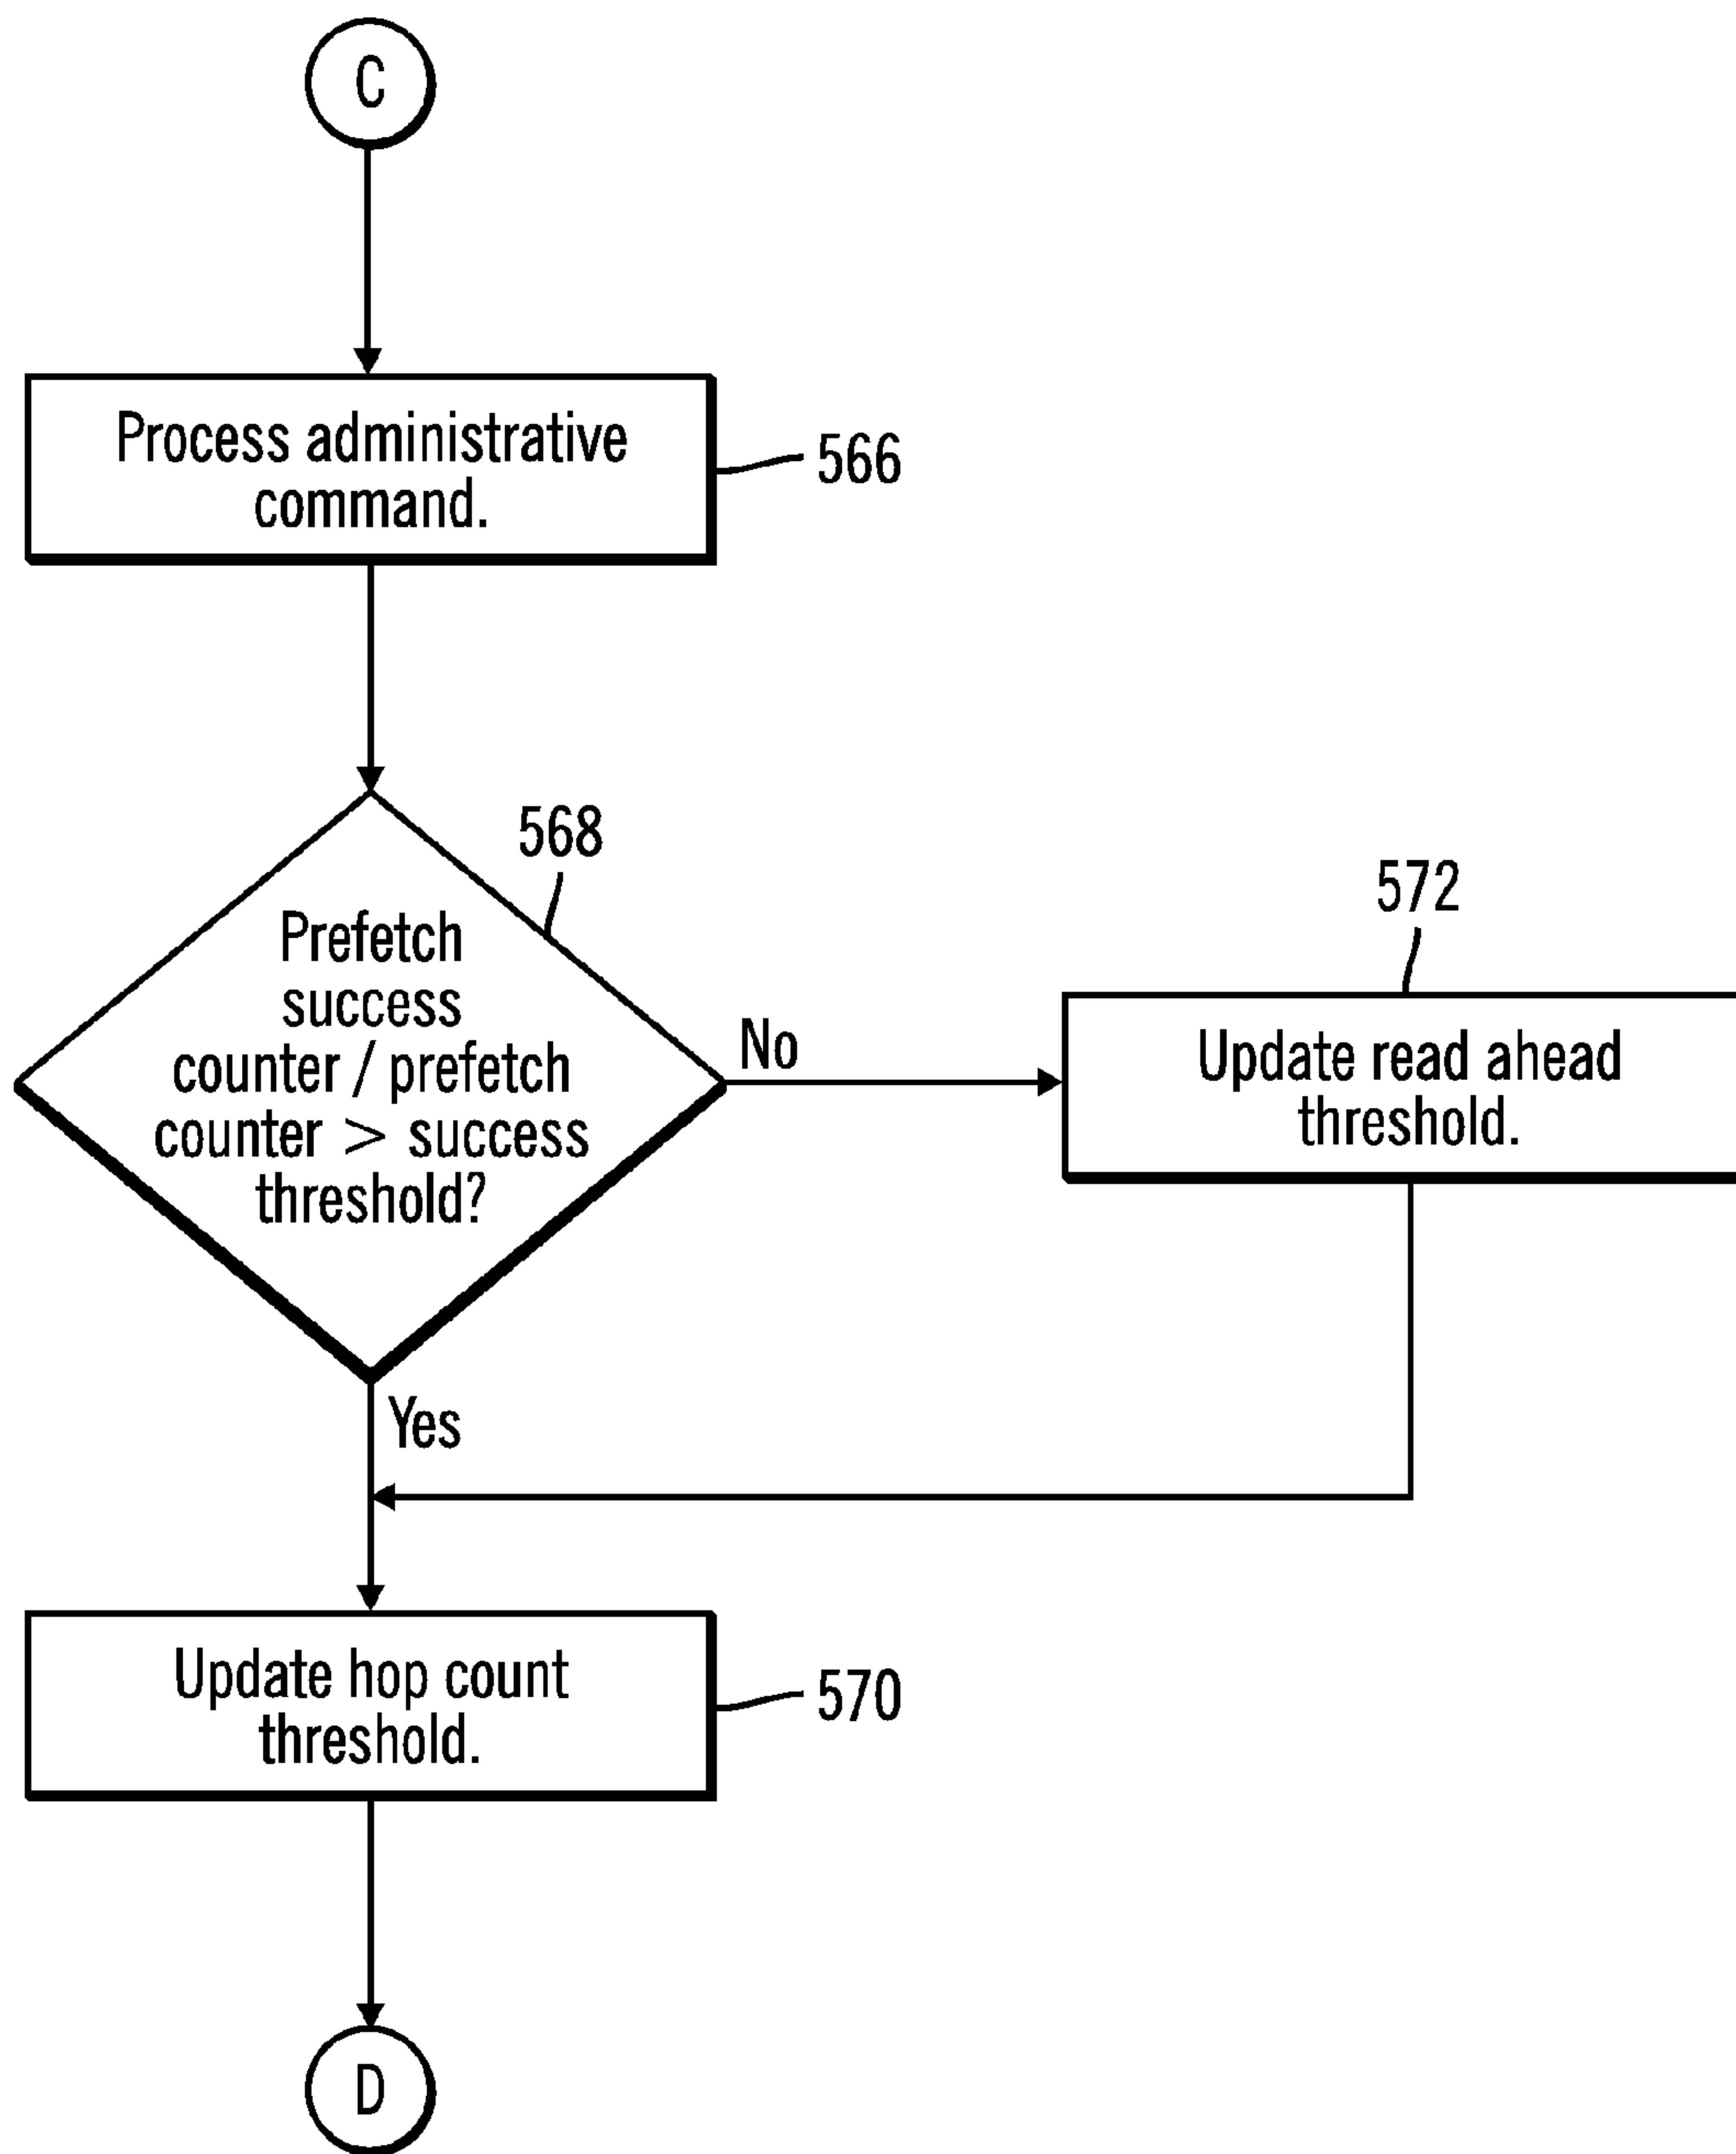 C
Process administrative
command.
566
568
Prefetch
success
counter / prefetch
counter > success
threshold?
No
572
Update read ahead
threshold.
Yes
Update hop count
threshold.
570
D